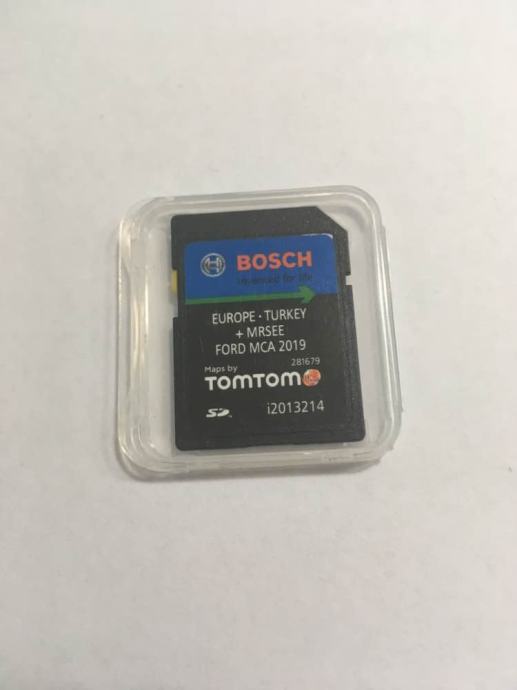 BOSCH
Invented for life
EUROPE · TURKEY
+ MRSEE
FORD MCA 2019
281679
Maps by
TOMTOM
SD
i2013214